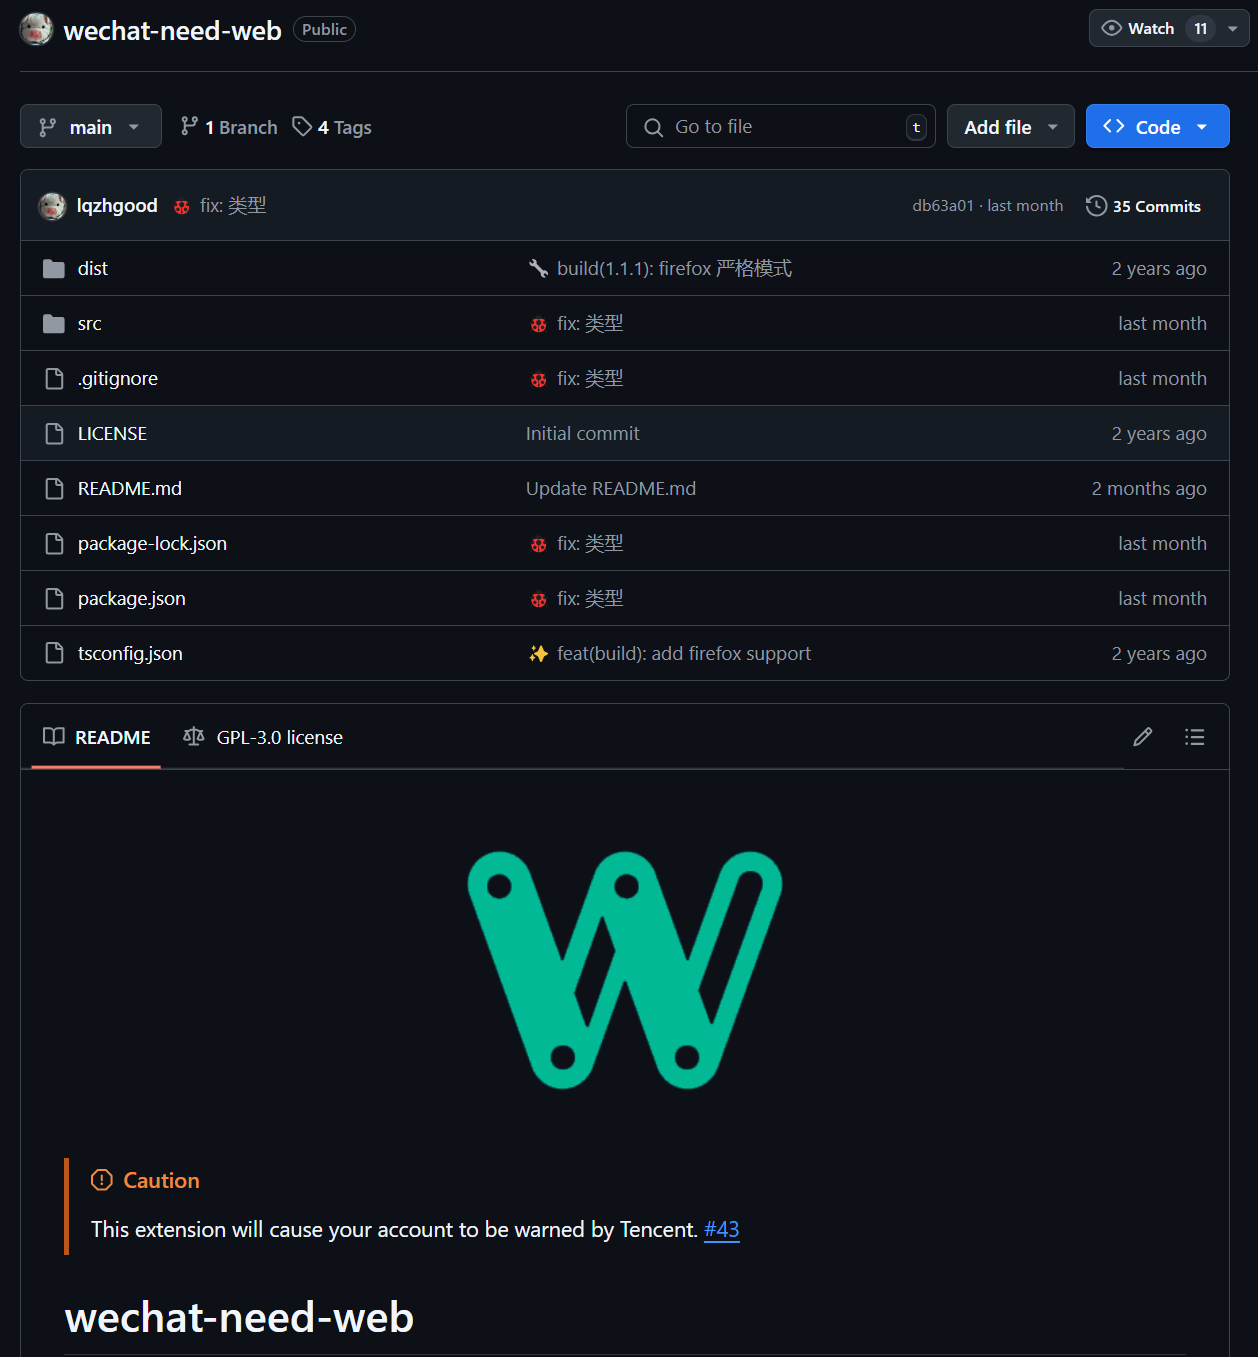 wechat-need-web Public Watch 11
main 1 Branch 4 Tags Go to file t Add file Code
lqzhgood fix: 类型 db63a01 · last month 35 Commits
dist build(1.1.1): firefox 严格模式 2 years ago
src fix: 类型 last month
.gitignore fix: 类型 last month
LICENSE Initial commit 2 years ago
README.md Update README.md 2 months ago
package-lock.json fix: 类型 last month
package.json fix: 类型 last month
tsconfig.json feat(build): add firefox support 2 years ago
README GPL-3.0 license
Caution
This extension will cause your account to be warned by Tencent. #43
wechat-need-web